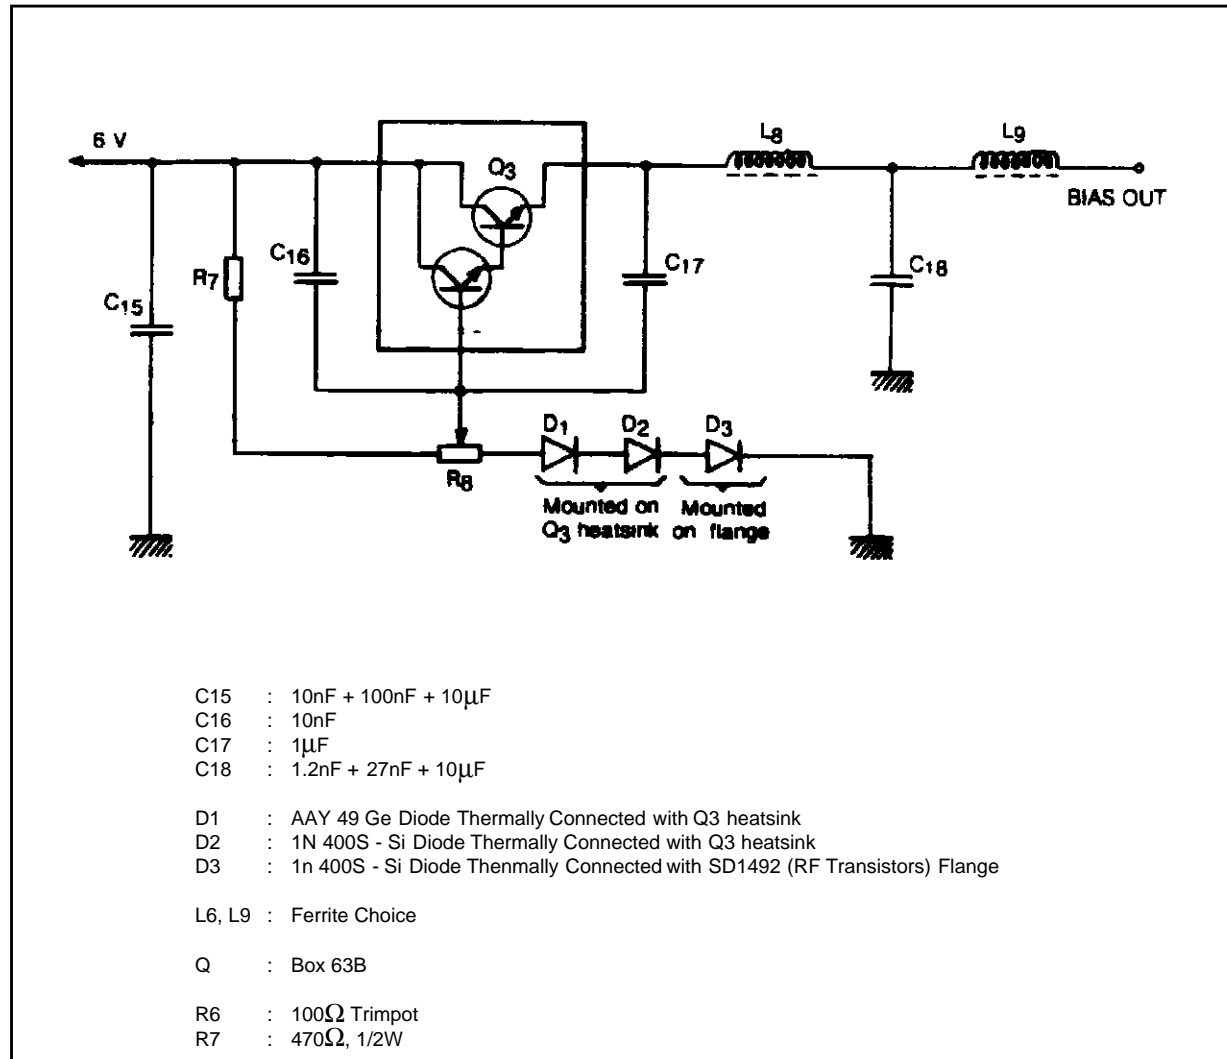 6 V
Q3
L8
L9
BIAS OUT
C16
R7
C17
C18
C15
D1
D2
D3
R8
Mounted on
Q3 heatsink
Mounted
on flange
C15 : 10nF + 100nF + 10μF
C16 : 10nF
C17 : 1μF
C18 : 1.2nF + 27nF + 10μF
D1 : AAY 49 Ge Diode Thermally Connected with Q3 heatsink
D2 : 1N 400S - Si Diode Thermally Connected with Q3 heatsink
D3 : 1n 400S - Si Diode Thenmally Connected with SD1492 (RF Transistors) Flange
L6, L9 : Ferrite Choice
Q : Box 63B
R6 : 100Ω Trimpot
R7 : 470Ω, 1/2W